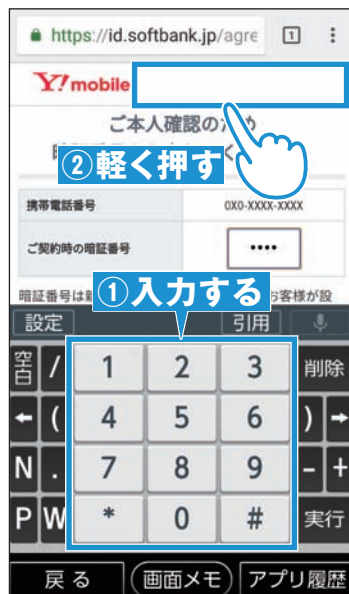 https://id.softbank.jp/agre 1
Y!mobile
ご本人確認の
②軽く押す
携帯電話番号 0X0-XXXX-XXXX
ご契約時の暗証番号 ••••
暗証番号は
お客様が設
①入力する
設定 引用
空白 / 1 2 3 削除
← ( 4 5 6 ) →
N . 7 8 9 - +
P W * 0 # 実行
戻る 画面メモ アプリ履歴